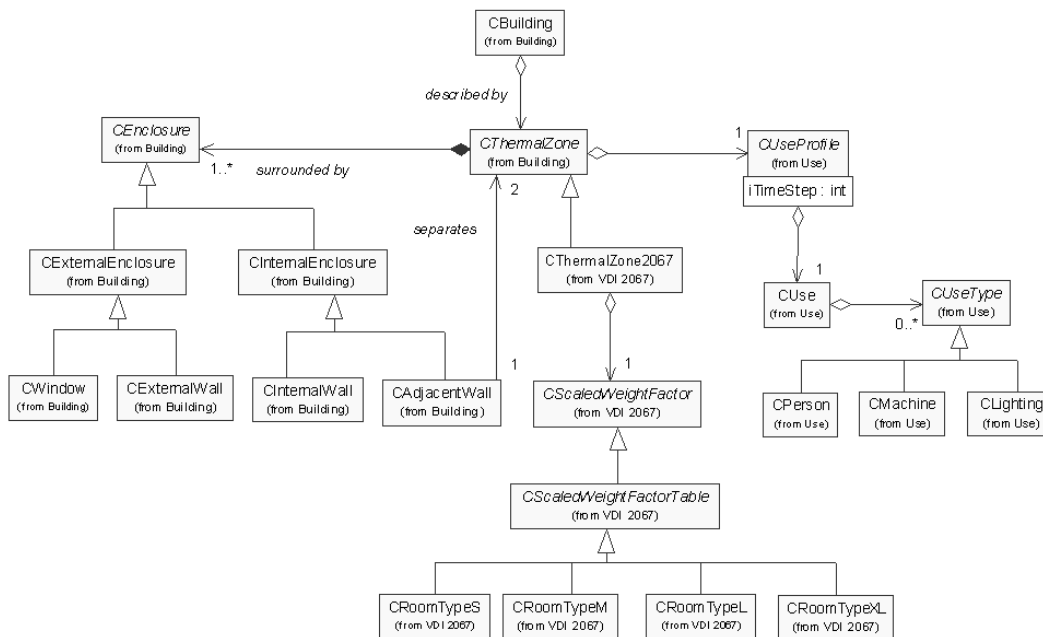 CBuilding
(from Building)
described by
CEnclosure
(from Building)
1..*
surrounded by
CThermalZone
(from Building)
1
CUseProfile
(from Use)
iTimeStep : int
2
separates
CExternalEnclosure
(from Building)
CInternalEnclosure
(from Building)
CThermalZone2067
(from VDI 2067)
1
CUse
(from Use)
0..*
CUseType
(from Use)
CWindow
(from Building)
CExternalWall
(from Building)
CInternalWall
(from Building)
CAdjacentWall
(from Building)
1
1
CScaledWeightFactor
(from VDI 2067)
CPerson
(from Use)
CMachine
(from Use)
CLighting
(from Use)
CScaledWeightFactorTable
(from VDI 2067)
CRoomTypeS
(from VDI 2067)
CRoomTypeM
(from VDI 2067)
CRoomTypeL
(from VDI 2067)
CRoomTypeXL
(from VDI 2067)